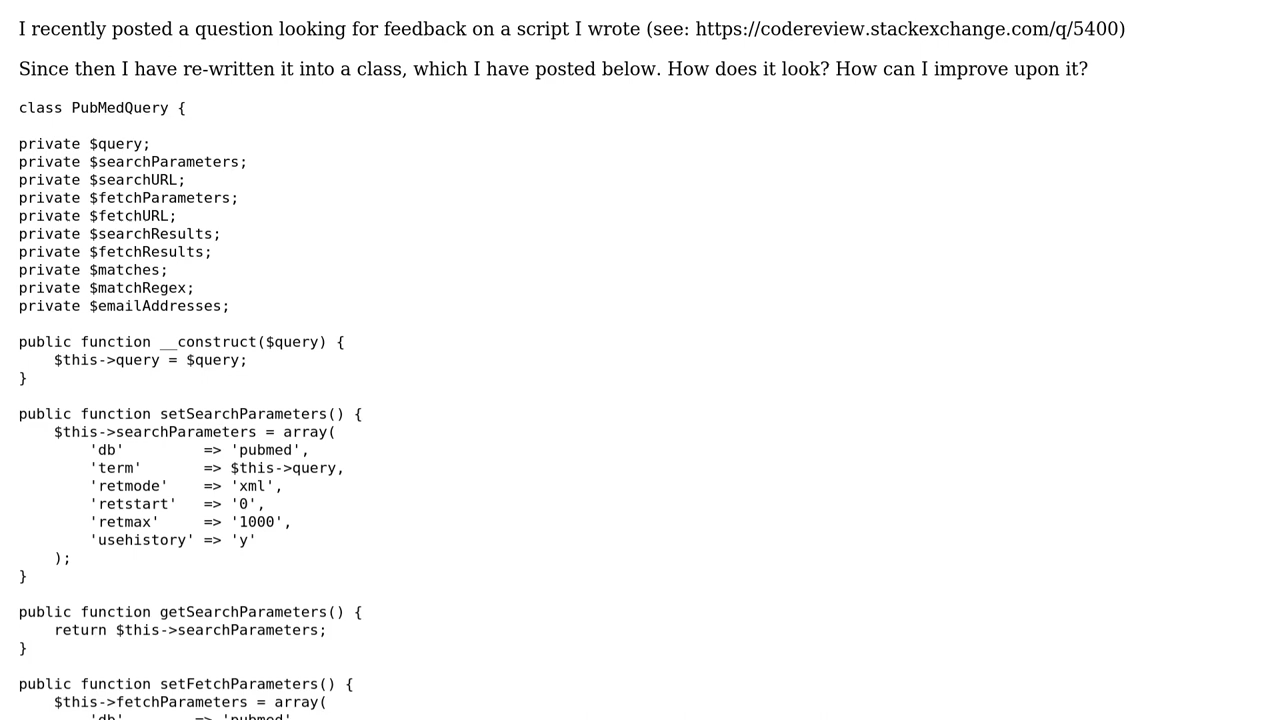 I recently posted a question looking for feedback on a script I wrote (see: https://codereview.stackexchange.com/q/5400)
Since then I have re-written it into a class, which I have posted below. How does it look? How can I improve upon it?
class PubMedQuery {
private $query;
private $searchParameters;
private $searchURL;
private $fetchParameters;
private $fetchURL;
private $searchResults;
private $fetchResults;
private $matches;
private $matchRegex;
private $emailAddresses;
public function __construct($query) {
    $this->query = $query;
}
public function setSearchParameters() {
    $this->searchParameters = array(
        'db'         => 'pubmed',
        'term'       => $this->query,
        'retmode'    => 'xml',
        'retstart'   => '0',
        'retmax'     => '1000',
        'usehistory' => 'y'
    );
}
public function getSearchParameters() {
    return $this->searchParameters;
}
public function setFetchParameters() {
    $this->fetchParameters = array(
        'db'        => 'pubmed',